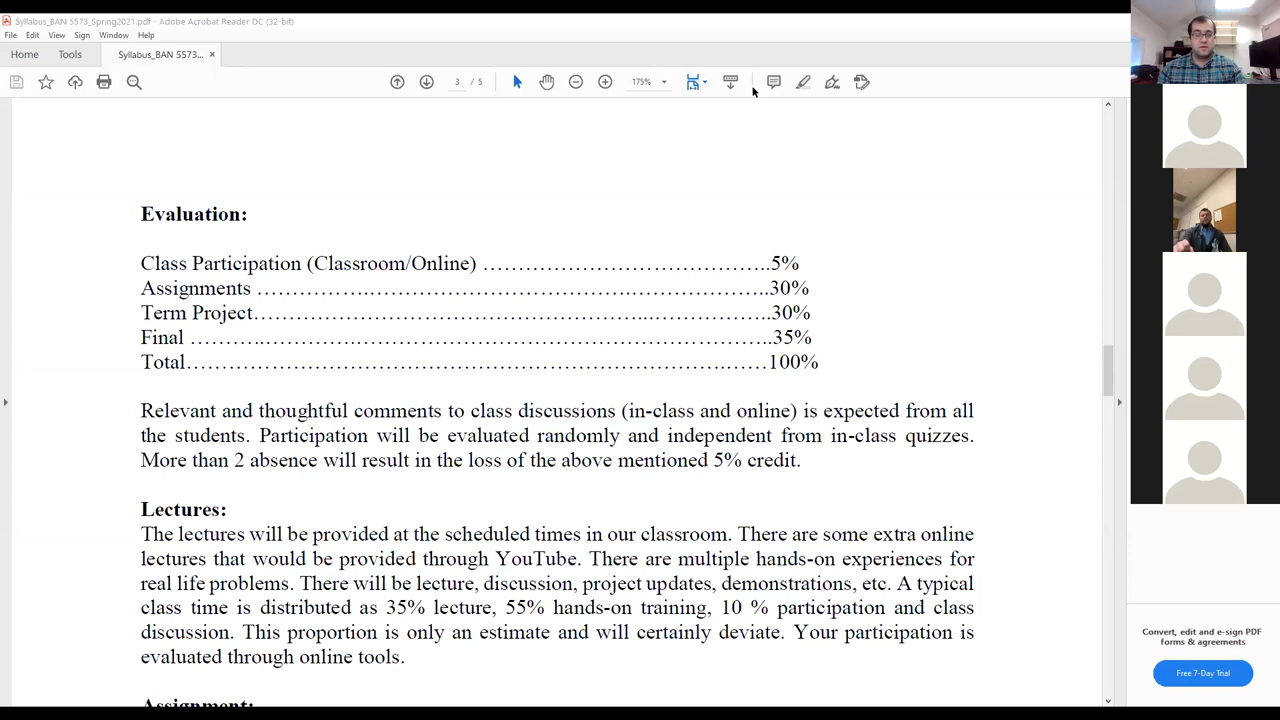 Syllabus_BAN 5573_Spring2021.pdf - Adobe Acrobat Reader DC (32-bit)
File Edit View Sign Window Help
Home Tools Syllabus_BAN 5573... ×
3 / 5 175%
Evaluation:
Class Participation (Classroom/Online) …………………………………..5%
Assignments …………………………………………………………..30%
Term Project…………………………………………..…………..30%
Final …………………………………………………………………..35%
Total……………………………………………………………….……100%
Relevant and thoughtful comments to class discussions (in-class and online) is expected from all
the students. Participation will be evaluated randomly and independent from in-class quizzes.
More than 2 absence will result in the loss of the above mentioned 5% credit.
Lectures:
The lectures will be provided at the scheduled times in our classroom. There are some extra online
lectures that would be provided through YouTube. There are multiple hands-on experiences for
real life problems. There will be lecture, discussion, project updates, demonstrations, etc. A typical
class time is distributed as 35% lecture, 55% hands-on training, 10 % participation and class
discussion. This proportion is only an estimate and will certainly deviate. Your participation is
evaluated through online tools.
Assignment:
Convert, edit and e-sign PDF
forms & agreements
Free 7-Day Trial